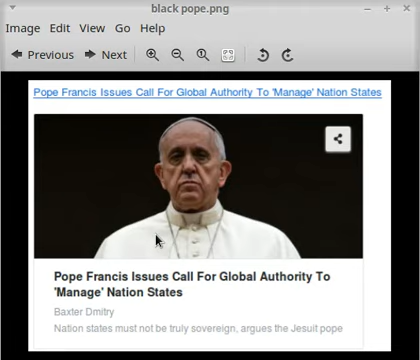 black pope.png
Image Edit View Go Help
Previous Next
Pope Francis Issues Call For Global Authority To 'Manage' Nation States
Pope Francis Issues Call For Global Authority To
'Manage' Nation States
Baxter Dmitry
Nation states must not be truly sovereign, argues the Jesuit pope